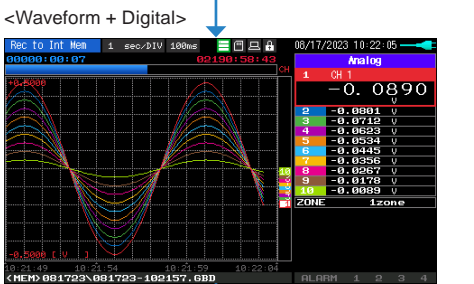 <Waveform + Digital>
Rec to Int Mem 1 sec/DIV 100ms 08/17/2023 10:22:05
00000:00:07 02190:58:43
CH
+0.5000
Analog
1 CH 1
-0.0890
V
2 -0.0801 V
3 -0.0712 V
4 -0.0623 V
5 -0.0534 V
6 -0.0445 V
7 -0.0356 V
8 -0.0267 V
9 -0.0178 V
10 -0.0089 V
ZONE 1zone
10
1
-0.5000 [ V ]
10:21:49 10:21:54 10:21:59 10:22:04
<MEM>081723\081723-102157.GBD
ALARM 1 2 3 4